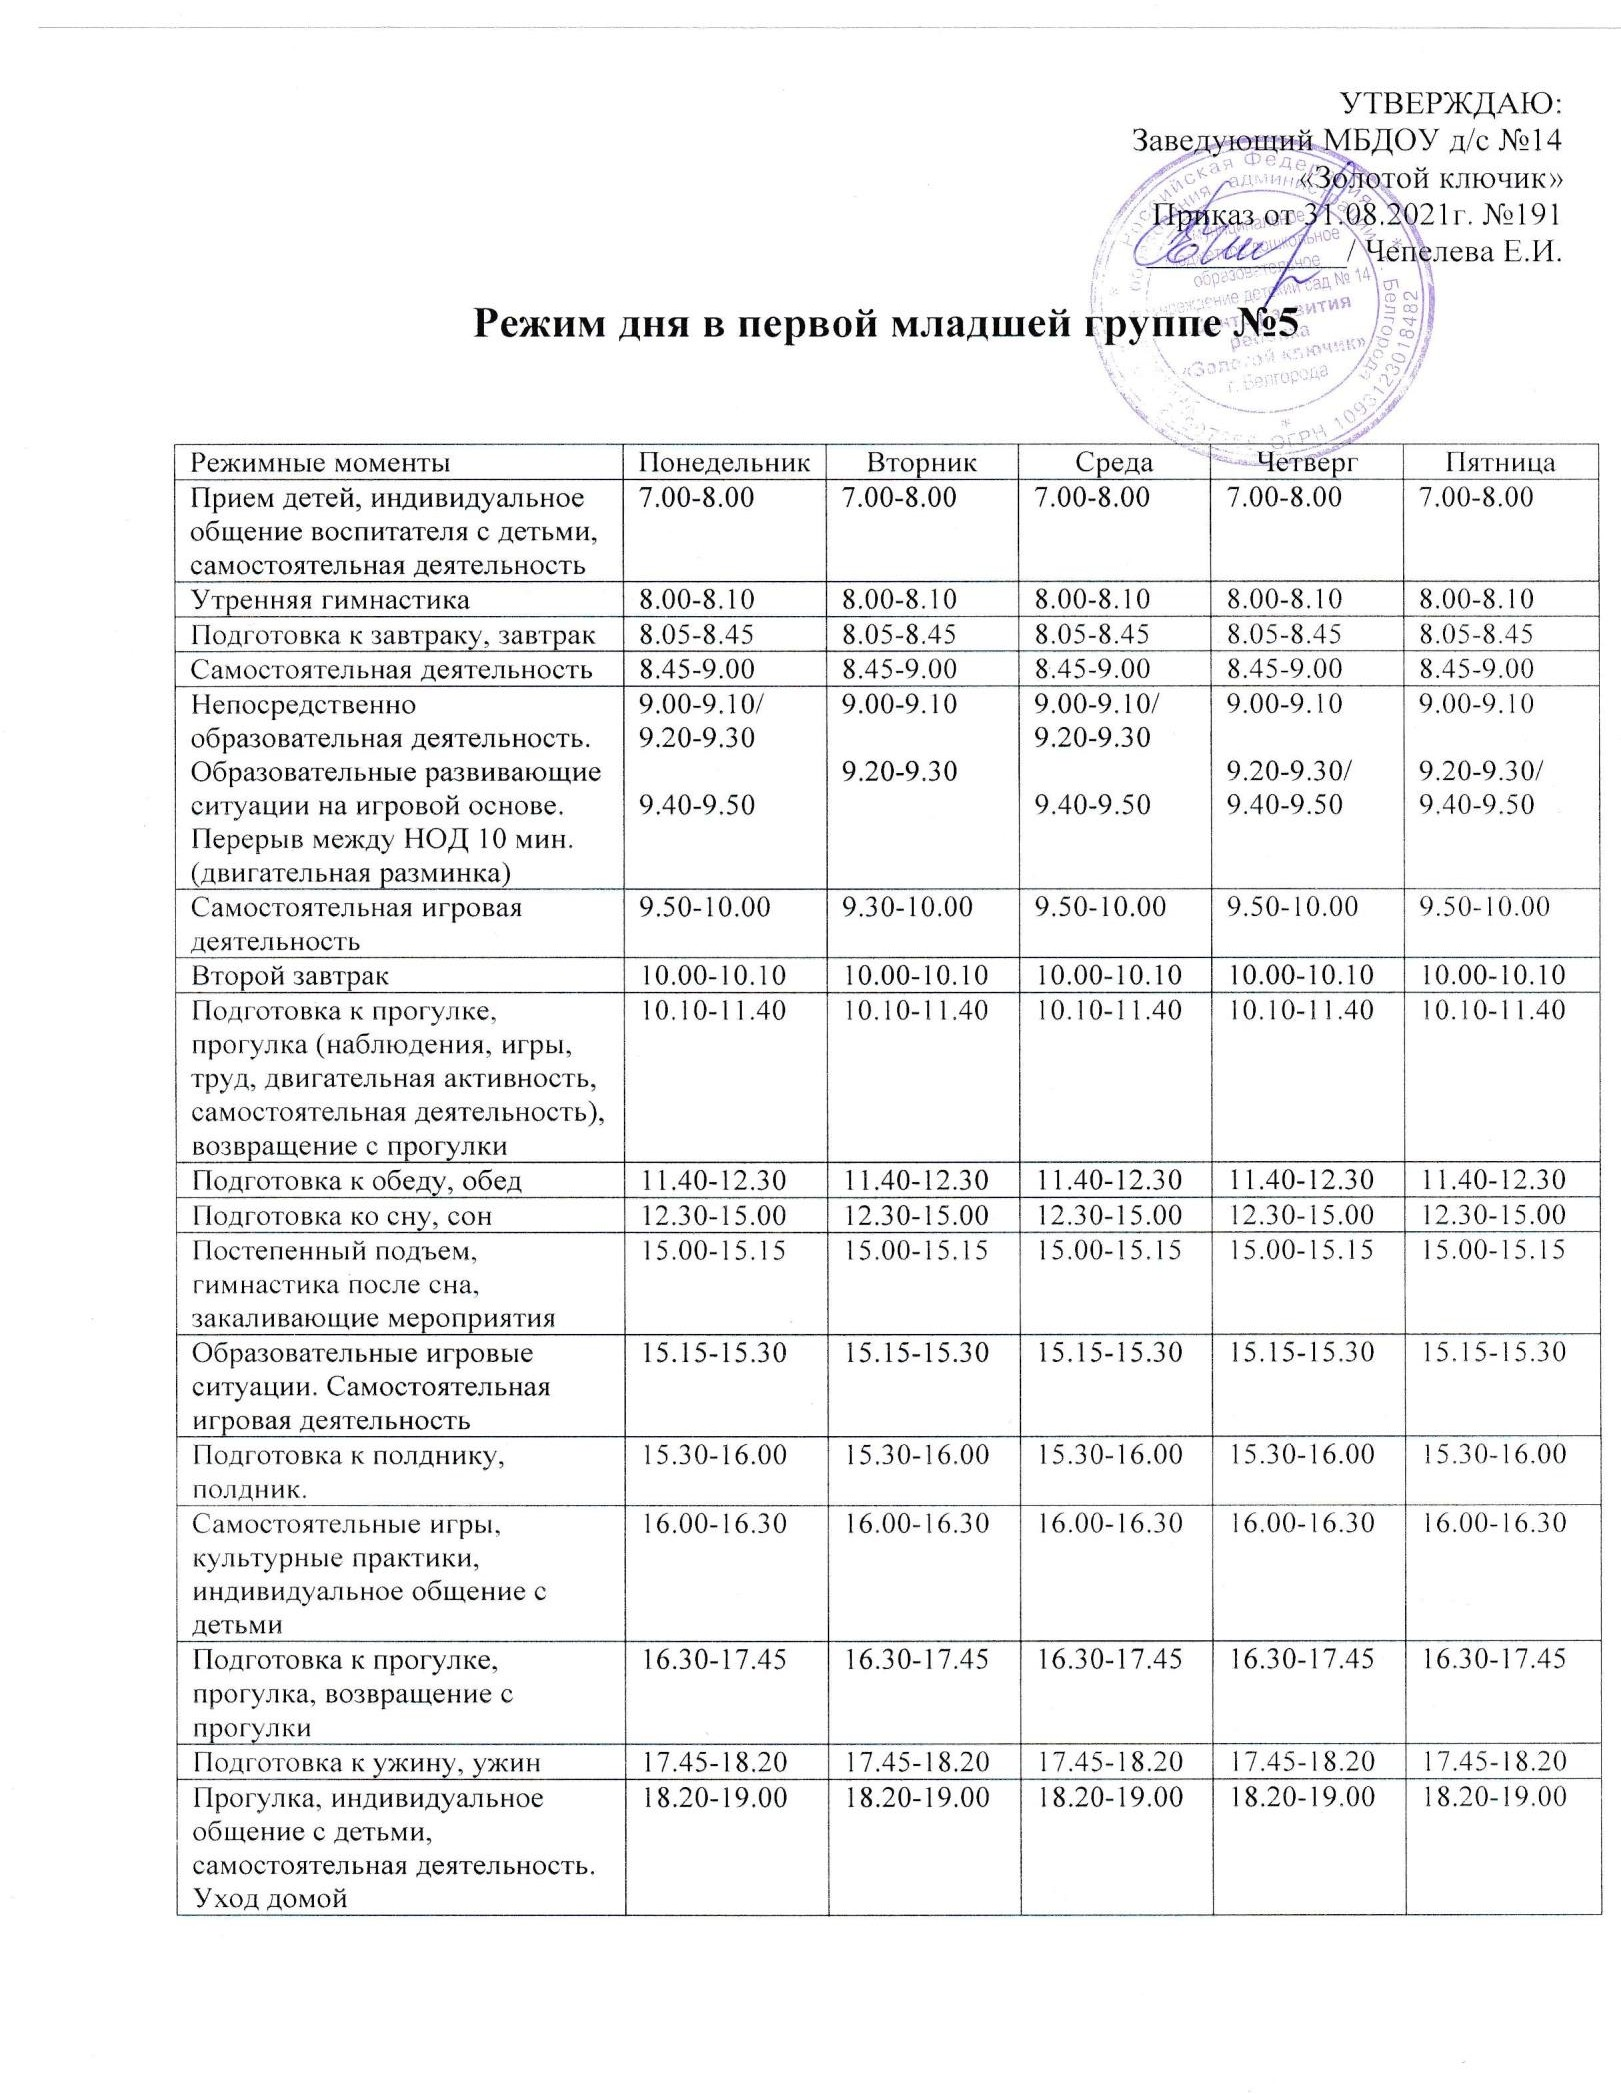 УТВЕРЖДАЮ:
Заведующий МБДОУ д/с №14
«Золотой ключик»
Приказ от 31.08.2021г. №191
/ Чепелева Е.И.
Российская Федерация
муниципальное
дошкольное
образовательное
учреждение детский сад № 14
«Золотой ключик»
г. Белгорода
ОГРН 1093123018482
Режим дня в первой младшей группе №5
Режимные моменты Понедельник Вторник Среда Четверг Пятница
Прием детей, индивидуальное 7.00-8.00 7.00-8.00 7.00-8.00 7.00-8.00 7.00-8.00
общение воспитателя с детьми,
самостоятельная деятельность
Утренняя гимнастика 8.00-8.10 8.00-8.10 8.00-8.10 8.00-8.10 8.00-8.10
Подготовка к завтраку, завтрак 8.05-8.45 8.05-8.45 8.05-8.45 8.05-8.45 8.05-8.45
Самостоятельная деятельность 8.45-9.00 8.45-9.00 8.45-9.00 8.45-9.00 8.45-9.00
Непосредственно 9.00-9.10/ 9.00-9.10 9.00-9.10/ 9.00-9.10 9.00-9.10
образовательная деятельность. 9.20-9.30 9.20-9.30
Образовательные развивающие 9.20-9.30 9.20-9.30/ 9.20-9.30/
ситуации на игровой основе. 9.40-9.50 9.40-9.50 9.40-9.50 9.40-9.50
Перерыв между НОД 10 мин.
(двигательная разминка)
Самостоятельная игровая 9.50-10.00 9.30-10.00 9.50-10.00 9.50-10.00 9.50-10.00
деятельность
Второй завтрак 10.00-10.10 10.00-10.10 10.00-10.10 10.00-10.10 10.00-10.10
Подготовка к прогулке, 10.10-11.40 10.10-11.40 10.10-11.40 10.10-11.40 10.10-11.40
прогулка (наблюдения, игры,
труд, двигательная активность,
самостоятельная деятельность),
возвращение с прогулки
Подготовка к обеду, обед 11.40-12.30 11.40-12.30 11.40-12.30 11.40-12.30 11.40-12.30
Подготовка ко сну, сон 12.30-15.00 12.30-15.00 12.30-15.00 12.30-15.00 12.30-15.00
Постепенный подъем, 15.00-15.15 15.00-15.15 15.00-15.15 15.00-15.15 15.00-15.15
гимнастика после сна,
закаливающие мероприятия
Образовательные игровые 15.15-15.30 15.15-15.30 15.15-15.30 15.15-15.30 15.15-15.30
ситуации. Самостоятельная
игровая деятельность
Подготовка к полднику, 15.30-16.00 15.30-16.00 15.30-16.00 15.30-16.00 15.30-16.00
полдник.
Самостоятельные игры, 16.00-16.30 16.00-16.30 16.00-16.30 16.00-16.30 16.00-16.30
культурные практики,
индивидуальное общение с
детьми
Подготовка к прогулке, 16.30-17.45 16.30-17.45 16.30-17.45 16.30-17.45 16.30-17.45
прогулка, возвращение с
прогулки
Подготовка к ужину, ужин 17.45-18.20 17.45-18.20 17.45-18.20 17.45-18.20 17.45-18.20
Прогулка, индивидуальное 18.20-19.00 18.20-19.00 18.20-19.00 18.20-19.00 18.20-19.00
общение с детьми,
самостоятельная деятельность.
Уход домой